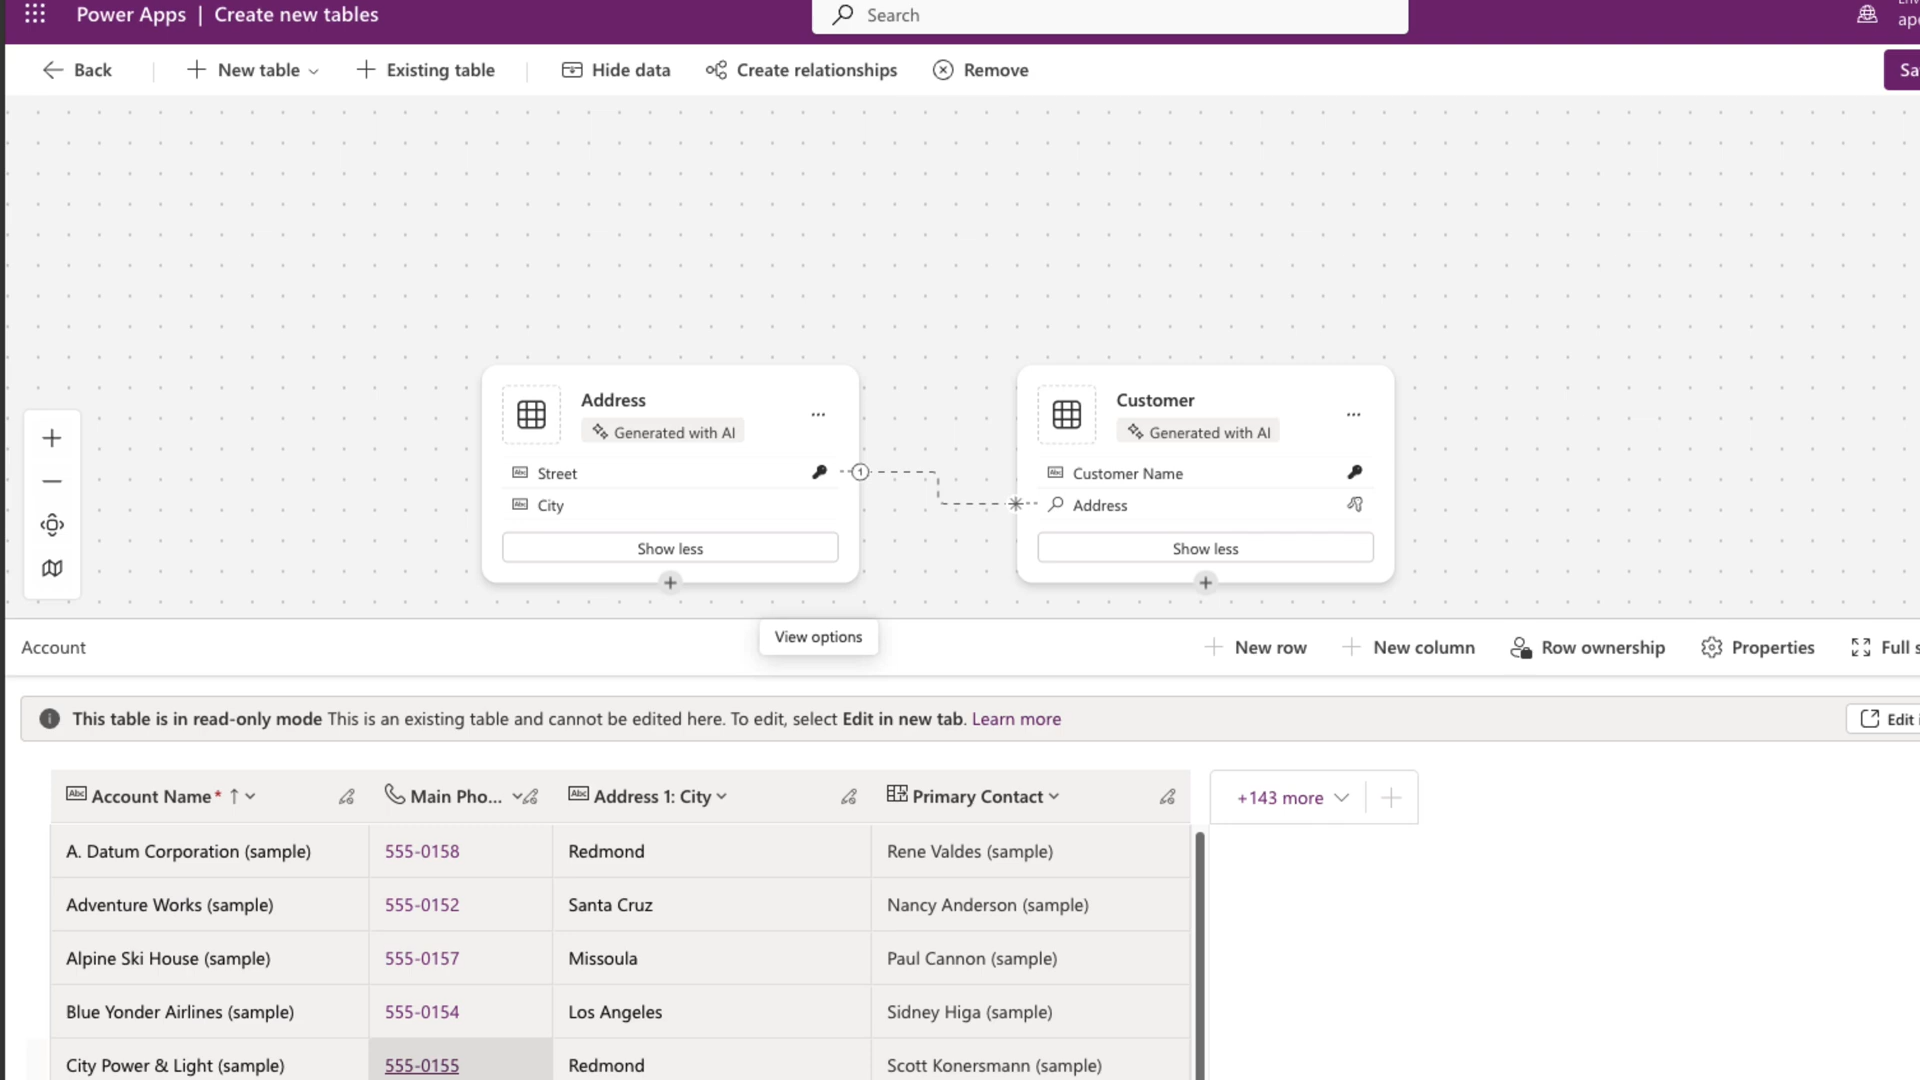 Power Apps | Create new tables
Search
Back
New table
Existing table
Hide data
Create relationships
Remove
Address
Generated with AI
Street
City
Show less
1
Customer
Generated with AI
Customer Name
Address
Show less
View options
Account
New row
New column
Row ownership
Properties
Full
This table is in read-only mode This is an existing table and cannot be edited here. To edit, select Edit in new tab. Learn more
Edit
Abc Account Name*
Main Pho...
Abc Address 1: City
Primary Contact
+143 more
A. Datum Corporation (sample) 555-0158 Redmond Rene Valdes (sample)
Adventure Works (sample) 555-0152 Santa Cruz Nancy Anderson (sample)
Alpine Ski House (sample) 555-0157 Missoula Paul Cannon (sample)
Blue Yonder Airlines (sample) 555-0154 Los Angeles Sidney Higa (sample)
City Power & Light (sample) 555-0155 Redmond Scott Konersmann (sample)